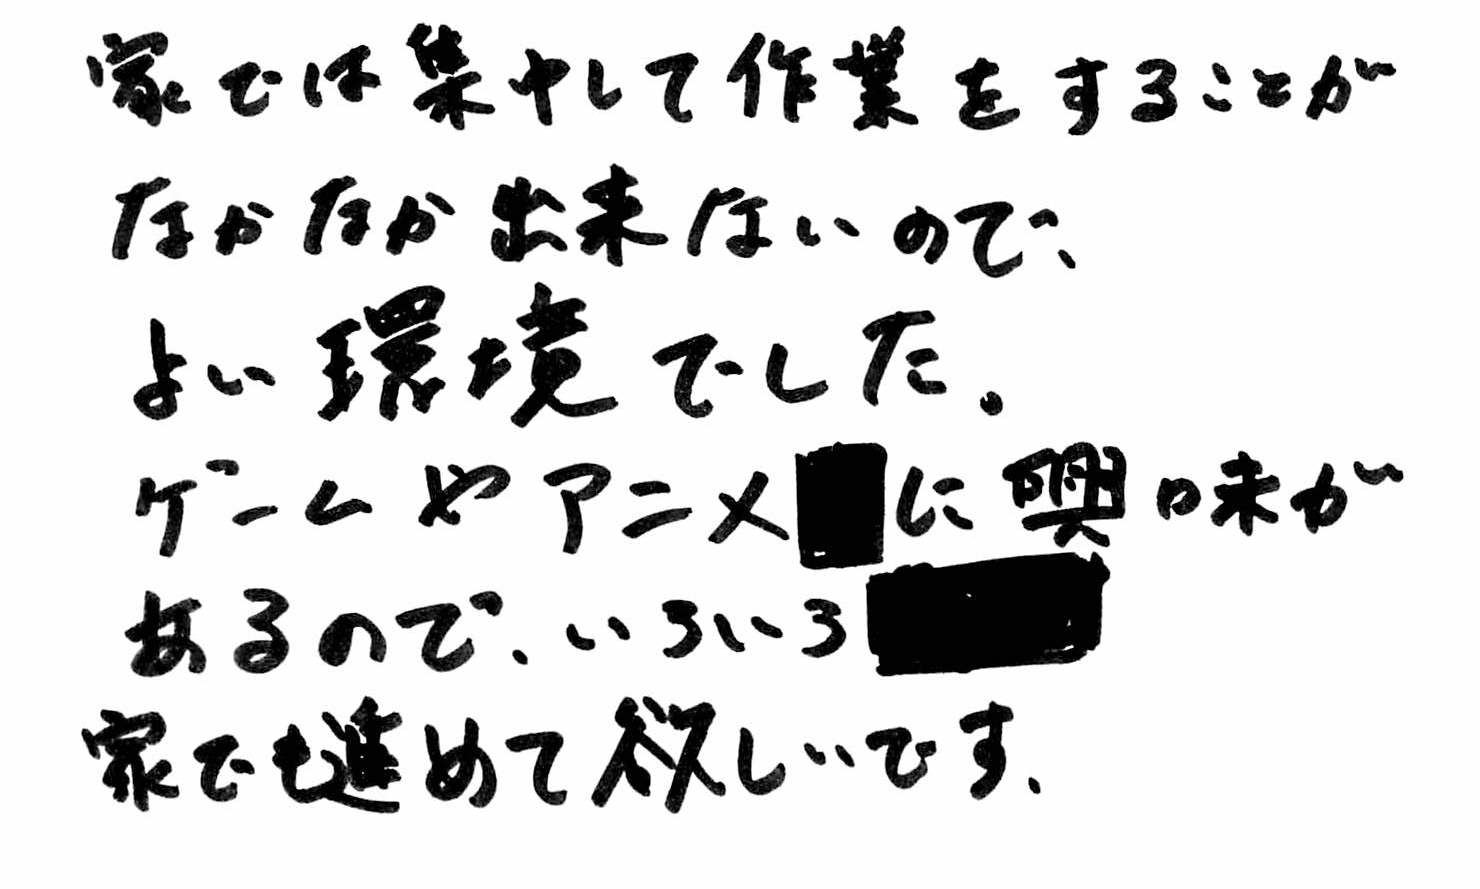 家では集中して作業をすることが
なかなか出来ないので、
よい環境でした。
ゲームやアニメに興味が
あるので、いろいろ
家でも進めて欲しいです、